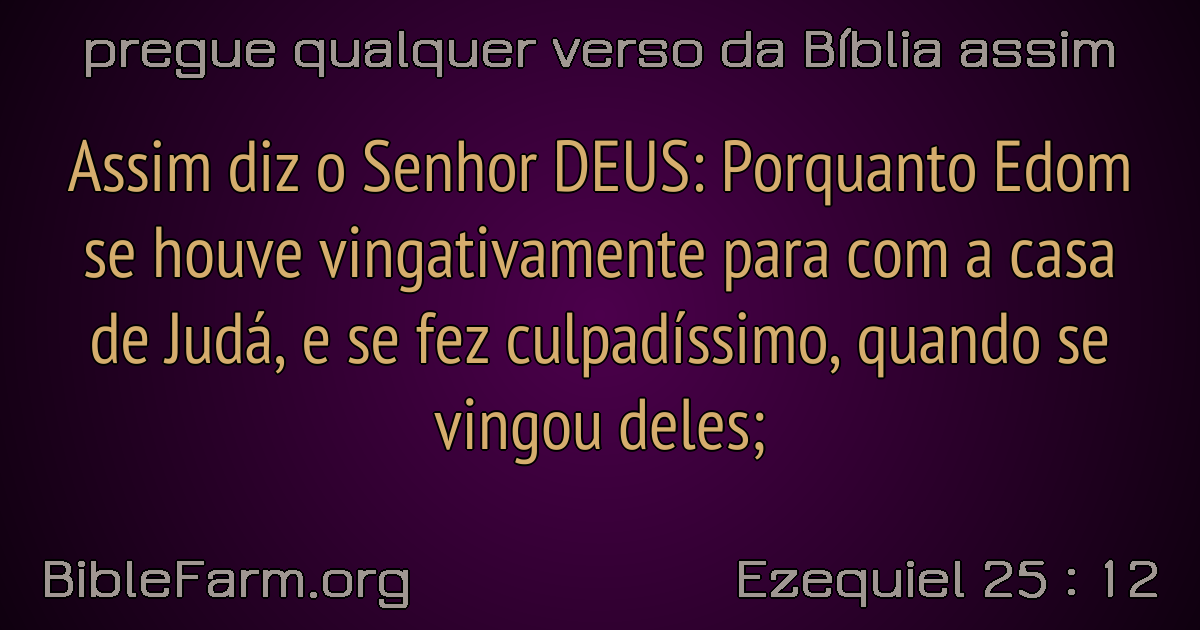 pregue qualquer verso da Bíblia assim
Assim diz o Senhor DEUS: Porquanto Edom
se houve vingativamente para com a casa
de Judá, e se fez culpadíssimo, quando se
vingou deles;
BibleFarm.org
Ezequiel 25 : 12